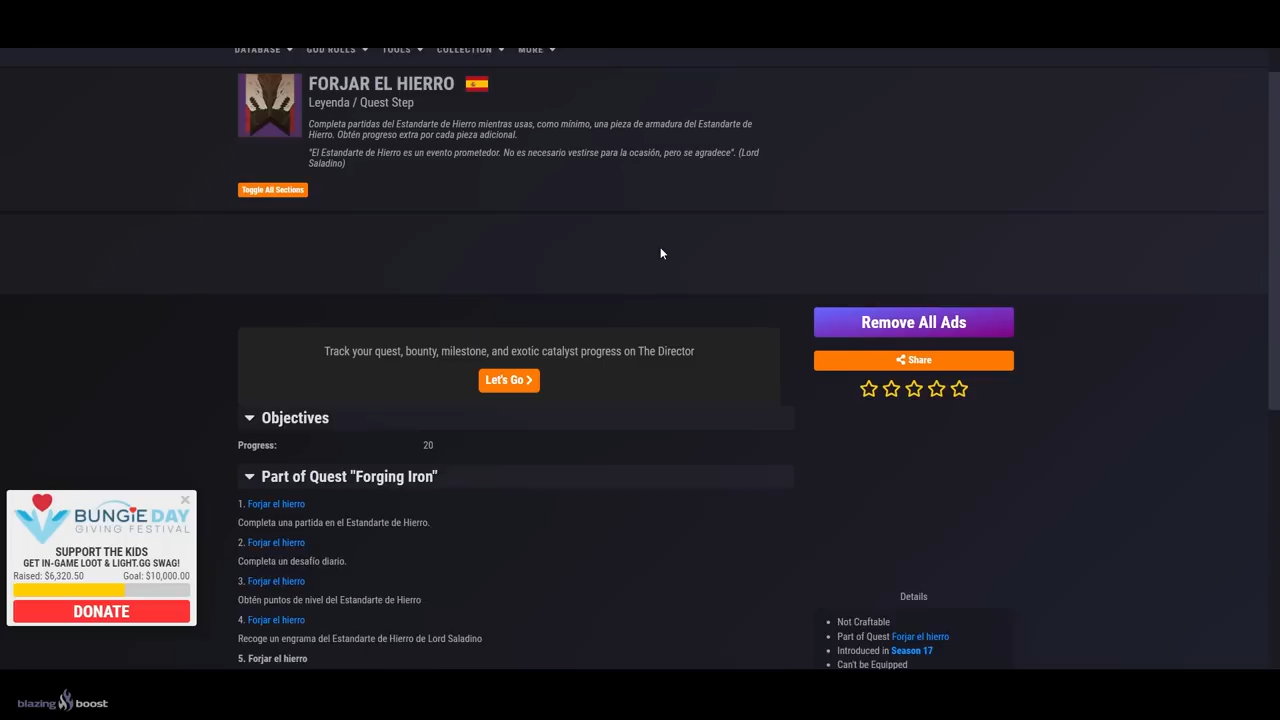 DATABASE GOD ROLLS TOOLS COLLECTION MORE
FORJAR EL HIERRO
Leyenda / Quest Step
Completa partidas del Estandarte de Hierro mientras usas, como mínimo, una pieza de armadura del Estandarte de
Hierro. Obtén progreso extra por cada pieza adicional.
"El Estandarte de Hierro es un evento prometedor. No es necesario vestirse para la ocasión, pero se agradece". (Lord
Saladino)
Toggle All Sections
Remove All Ads
Track your quest, bounty, milestone, and exotic catalyst progress on The Director
Share
Let's Go
Objectives
Progress: 20
Part of Quest "Forging Iron"
1. Forjar el hierro
Completa una partida en el Estandarte de Hierro.
2. Forjar el hierro
Completa un desafío diario.
3. Forjar el hierro
Obtén puntos de nivel del Estandarte de Hierro
4. Forjar el hierro
Recoge un engrama del Estandarte de Hierro de Lord Saladino
5. Forjar el hierro
Details
Not Craftable
Part of Quest Forjar el hierro
Introduced in Season 17
Can't be Equipped
BUNGIE DAY
GIVING FESTIVAL
SUPPORT THE KIDS
GET IN-GAME LOOT & LIGHT.GG SWAG!
Raised: $6,320.50 Goal: $10,000.00
DONATE
blazing boost